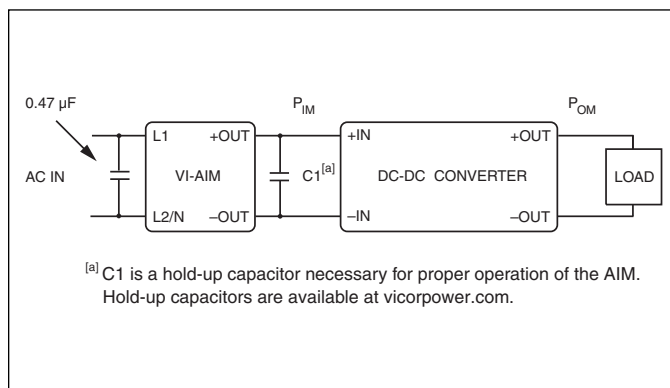 0.47 µF
P_IM
P_OM
L1
+OUT
+IN
+OUT
AC IN
VI-AIM
C1[a]
DC-DC CONVERTER
LOAD
L2/N
–OUT
–IN
–OUT
[a] C1 is a hold-up capacitor necessary for proper operation of the AIM.
Hold-up capacitors are available at vicorpower.com.